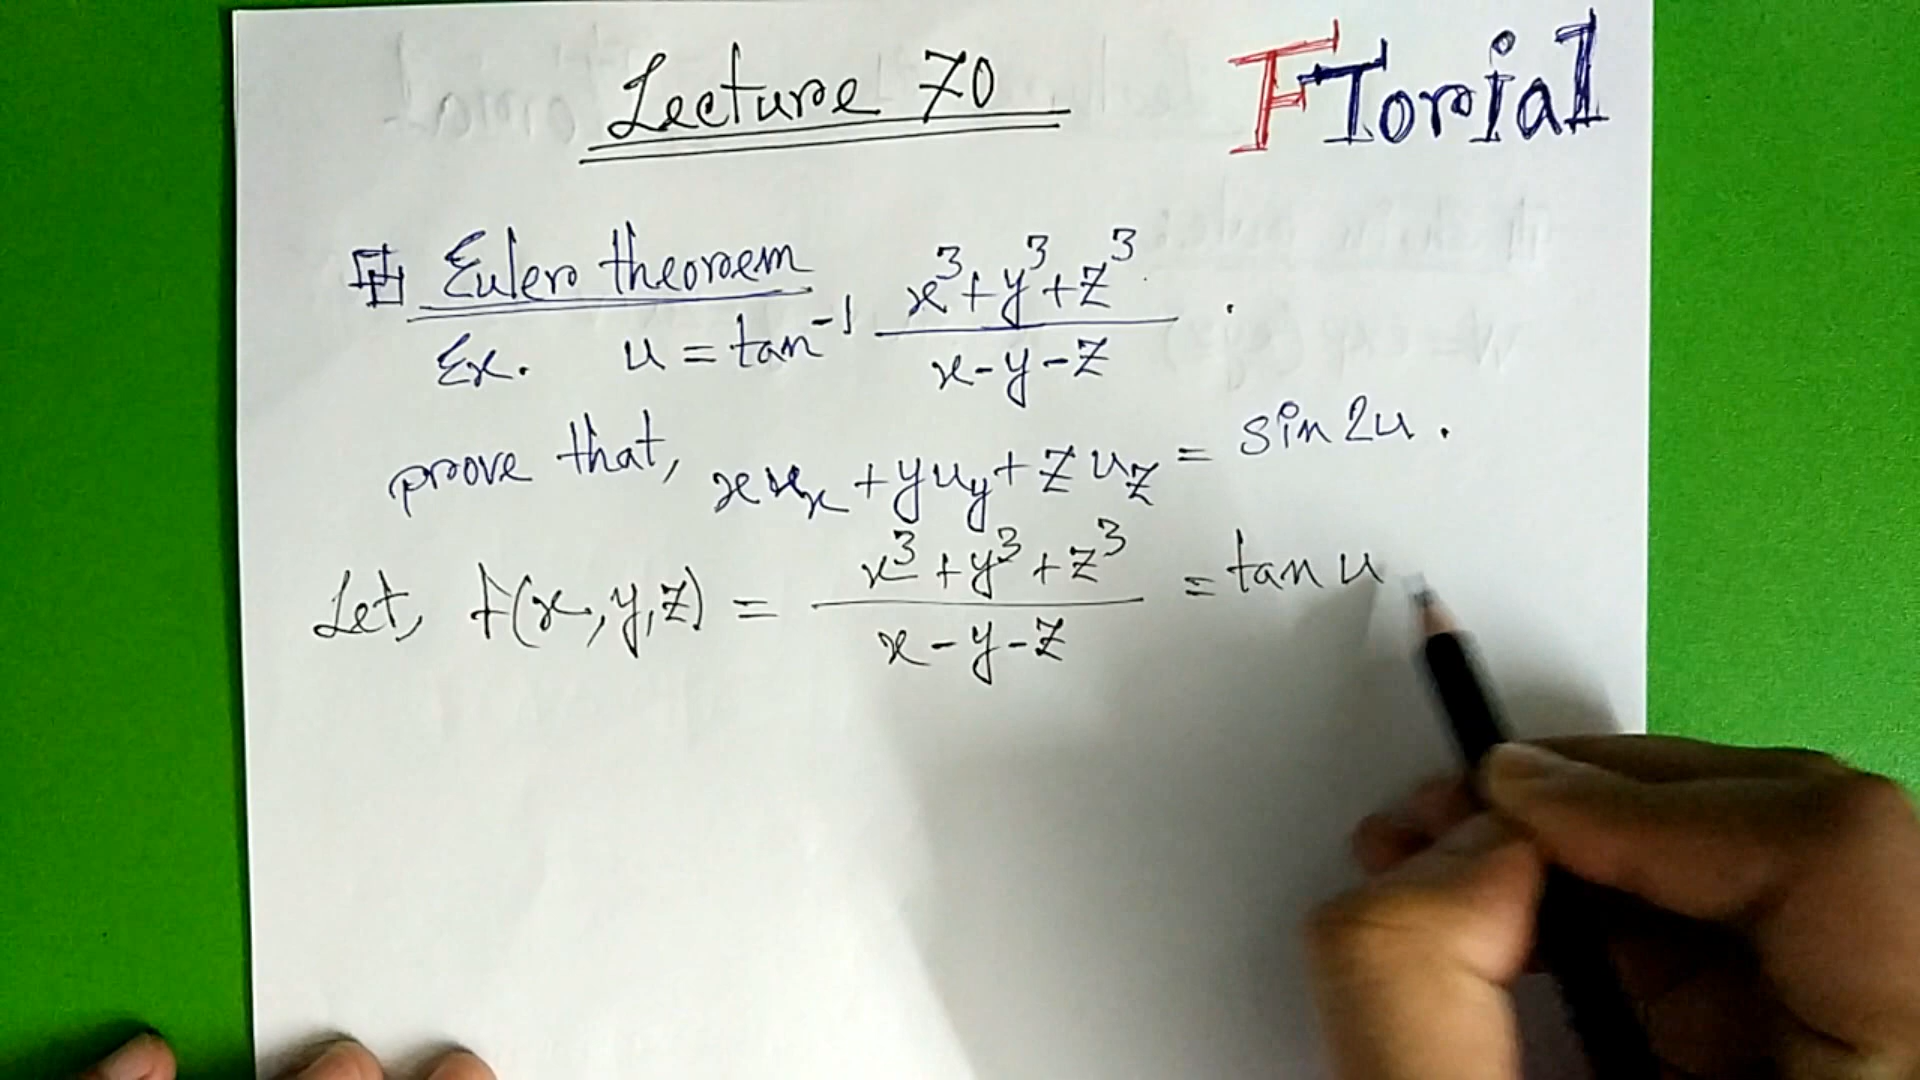 Lecture 70
FTorial
Euler theorem
Ex. u = tan⁻¹ (x³+y³+z³)/(x-y-z) .
prove that, xuₓ + yu_y + zu_z = sin2u.
Let, f(x,y,z) = (x³+y³+z³)/(x-y-z) = tan u